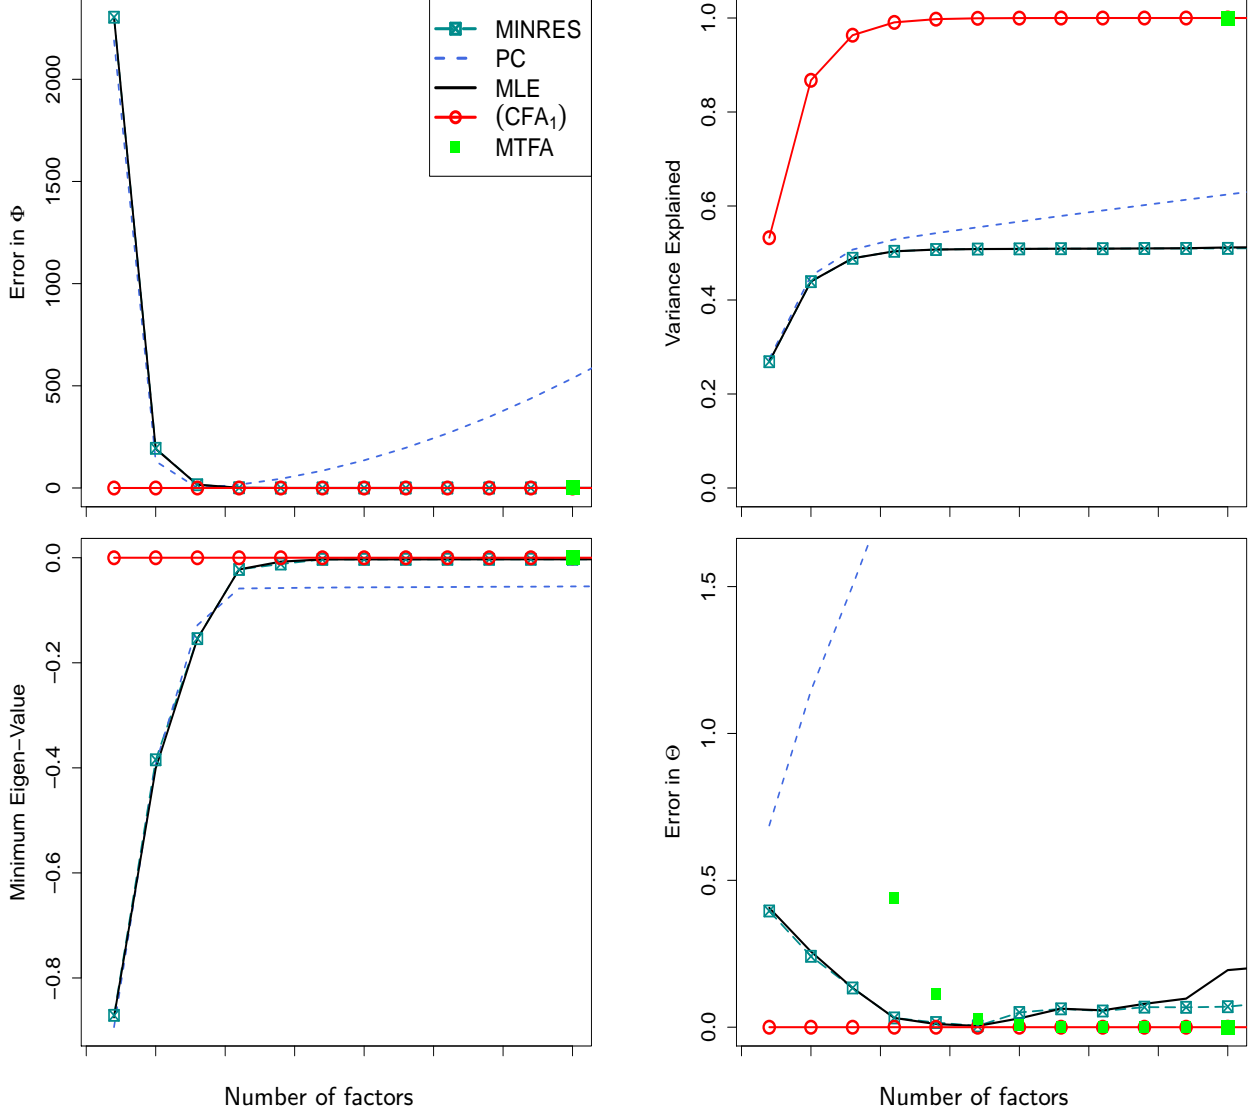 Error in Φ
2000
1500
1000
500
0
MINRES
PC
MLE
(CFA₁)
MTFA
Variance Explained
1.0
0.8
0.6
0.4
0.2
0.0
Minimum Eigen−Value
0.0
−0.2
−0.4
−0.6
−0.8
Number of factors
Error in Θ
1.5
1.0
0.5
0.0
Number of factors